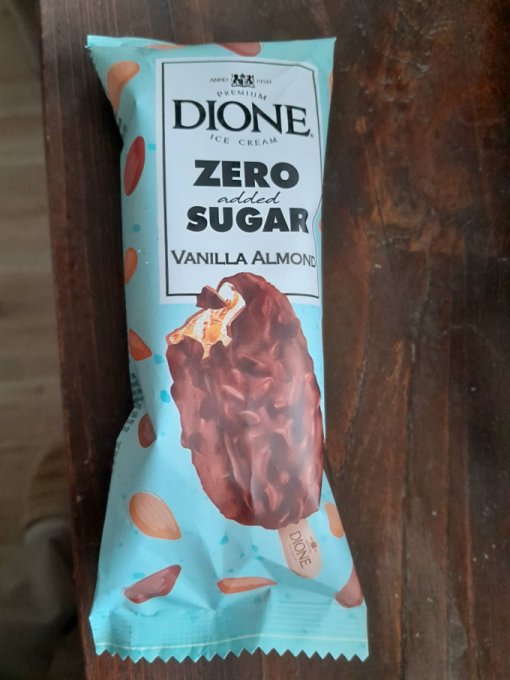 ANNO 1950
PREMIUM
DIONE
ICE CREAM
ZERO
added
SUGAR
VANILLA ALMOND
DIONE